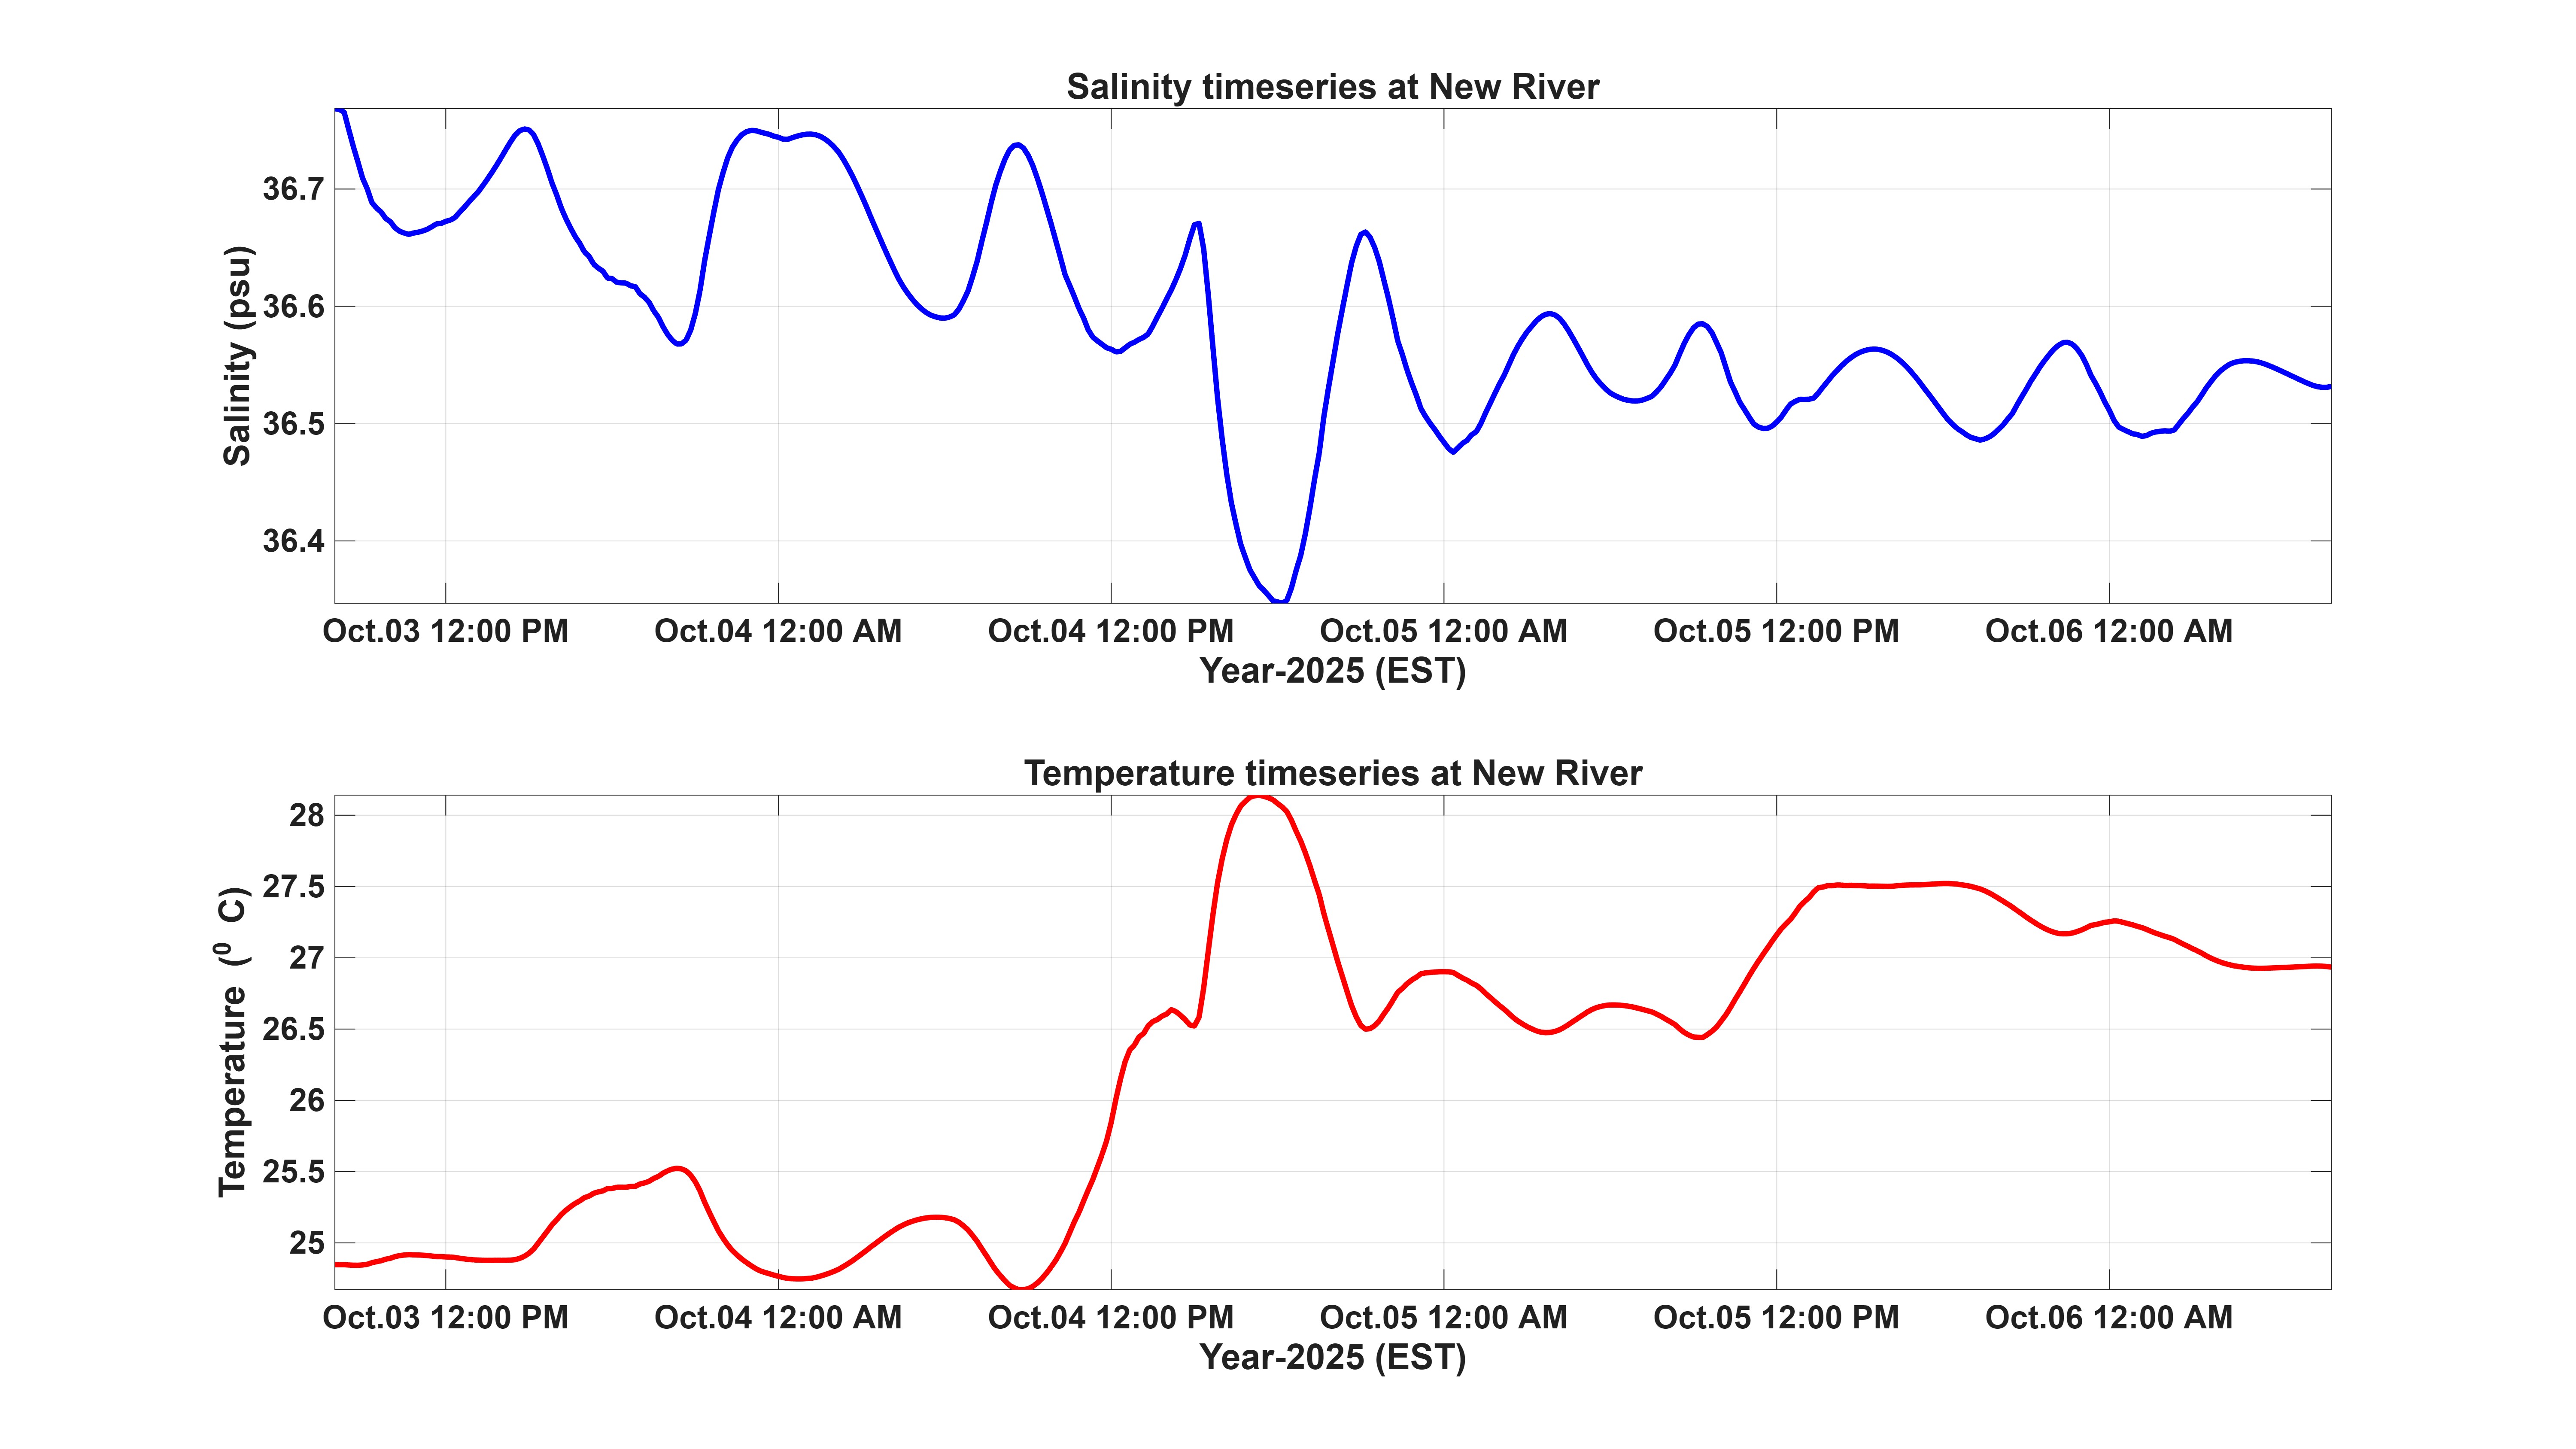 Salinity timeseries at New River
Salinity (psu)
36.7
36.6
36.5
36.4
Oct.03 12:00 PM Oct.04 12:00 AM Oct.04 12:00 PM Oct.05 12:00 AM Oct.05 12:00 PM Oct.06 12:00 AM
Year-2025 (EST)
Temperature timeseries at New River
Temperature (⁰ C)
28
27.5
27
26.5
26
25.5
25
Oct.03 12:00 PM Oct.04 12:00 AM Oct.04 12:00 PM Oct.05 12:00 AM Oct.05 12:00 PM Oct.06 12:00 AM
Year-2025 (EST)